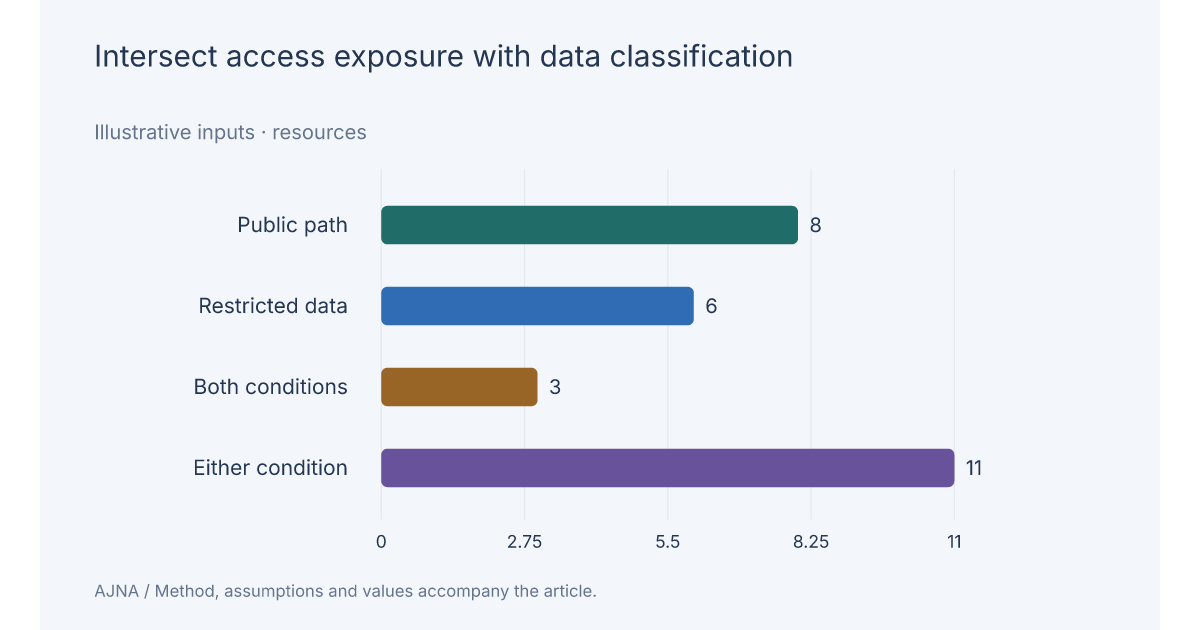 Intersect access exposure with data classification
Illustrative inputs · resources
Public path 8
Restricted data 6
Both conditions 3
Either condition 11
0 2.75 5.5 8.25 11
AJNA / Method, assumptions and values accompany the article.